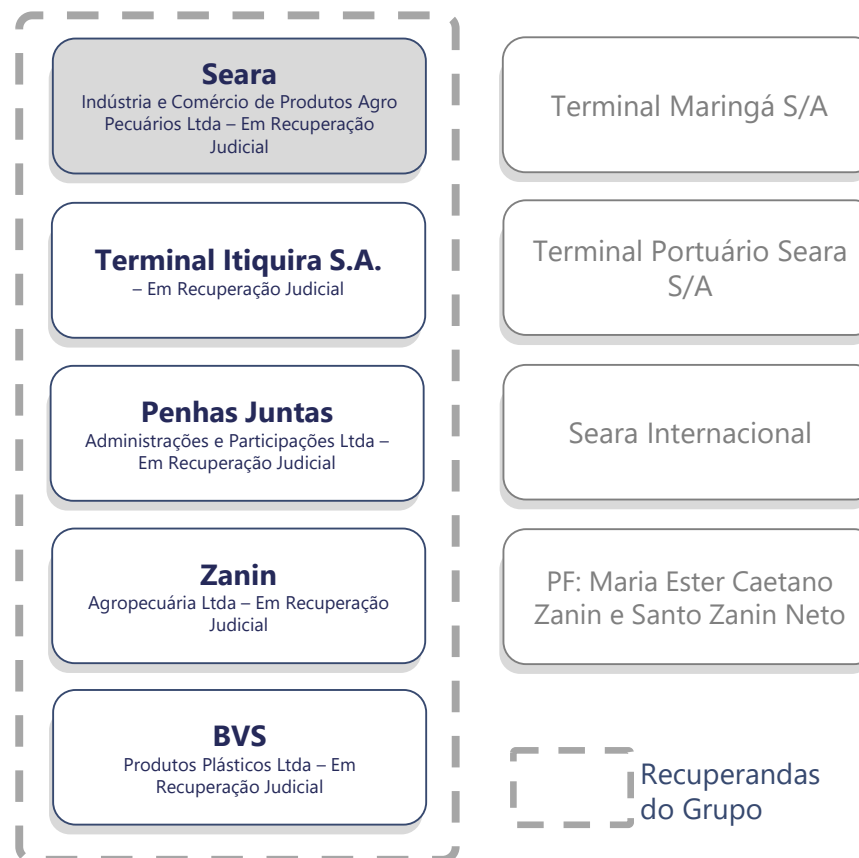 Seara
Indústria e Comércio de Produtos Agro
Pecuários Ltda – Em Recuperação
Judicial
Terminal Itiquira S.A.
– Em Recuperação Judicial
Penhas Juntas
Administrações e Participações Ltda –
Em Recuperação Judicial
Zanin
Agropecuária Ltda – Em Recuperação
Judicial
BVS
Produtos Plásticos Ltda – Em
Recuperação Judicial
Terminal Maringá S/A
Terminal Portuário Seara
S/A
Seara Internacional
PF: Maria Ester Caetano
Zanin e Santo Zanin Neto
Recuperandas
do Grupo